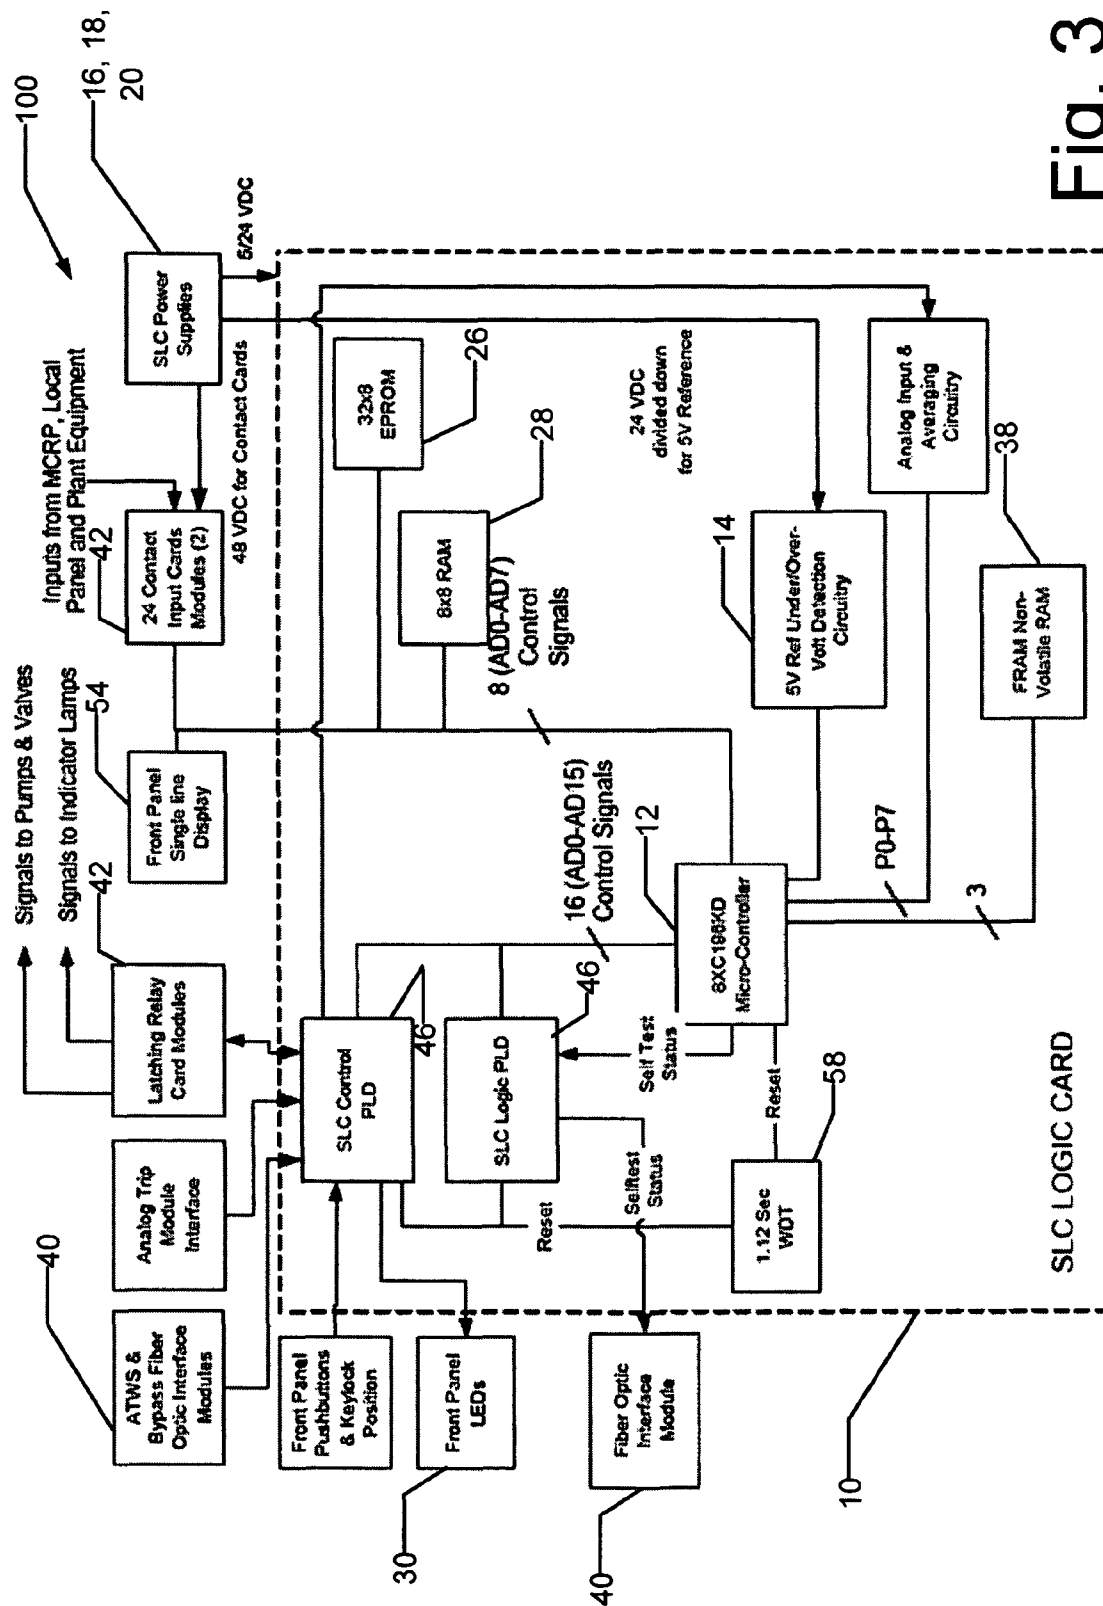 100
16, 18,
20
SLC Power
Supplies
5/24 VDC
Inputs from MCRP, Local
Panel and Plant Equipment
42
24 Contact
Input Cards
Modules (2)
48 VDC for Contact Cards
54
Front Panel
Single line
Display
Signals to Pumps & Valves
Signals to Indicator Lamps
42
Latching Relay
Card Modules
Analog Trip
Module
Interface
40
ATWS &
Bypass Fiber
Optic Interface
Modules
Front Panel
Pushbuttons
& Keylock
Position
Front Panel
LEDs
30
Fiber Optic
Interface
Module
40
32x8
EPROM
26
8x8 RAM
28
8 (AD0-AD7)
Control
Signals
24 VDC
divided down
for 5V Reference
14
5V Ref Under/Over-
Volt Detection
Circuitry
Analog Input &
Averaging
Circuitry
38
FRAM Non-
Volatile RAM
SLC Control
PLD
46
SLC Logic PLD
46
16 (AD0-AD15)
Control Signals
12
8XC196KD
Micro-Controller
P0-P7
3
Self Test
Status
Selftest
Status
Reset
Reset
1.12 Sec
WDT
58
SLC LOGIC CARD
10
Fig. 3